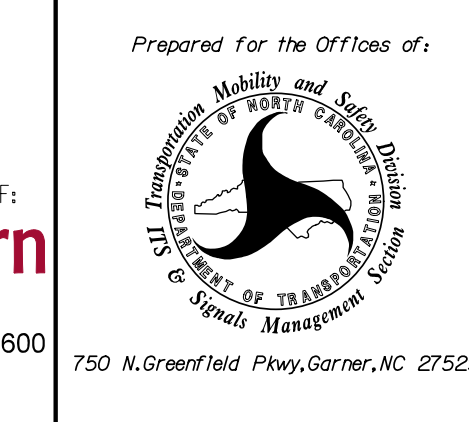 Prepared for the Offices of:
Transportation Mobility and Safety Division
ITS & Signals Management Section
STATE OF NORTH CAROLINA
DEPARTMENT OF TRANSPORTATION
F:
rn
600
750 N.Greenfield Pkwy,Garner,NC 2752